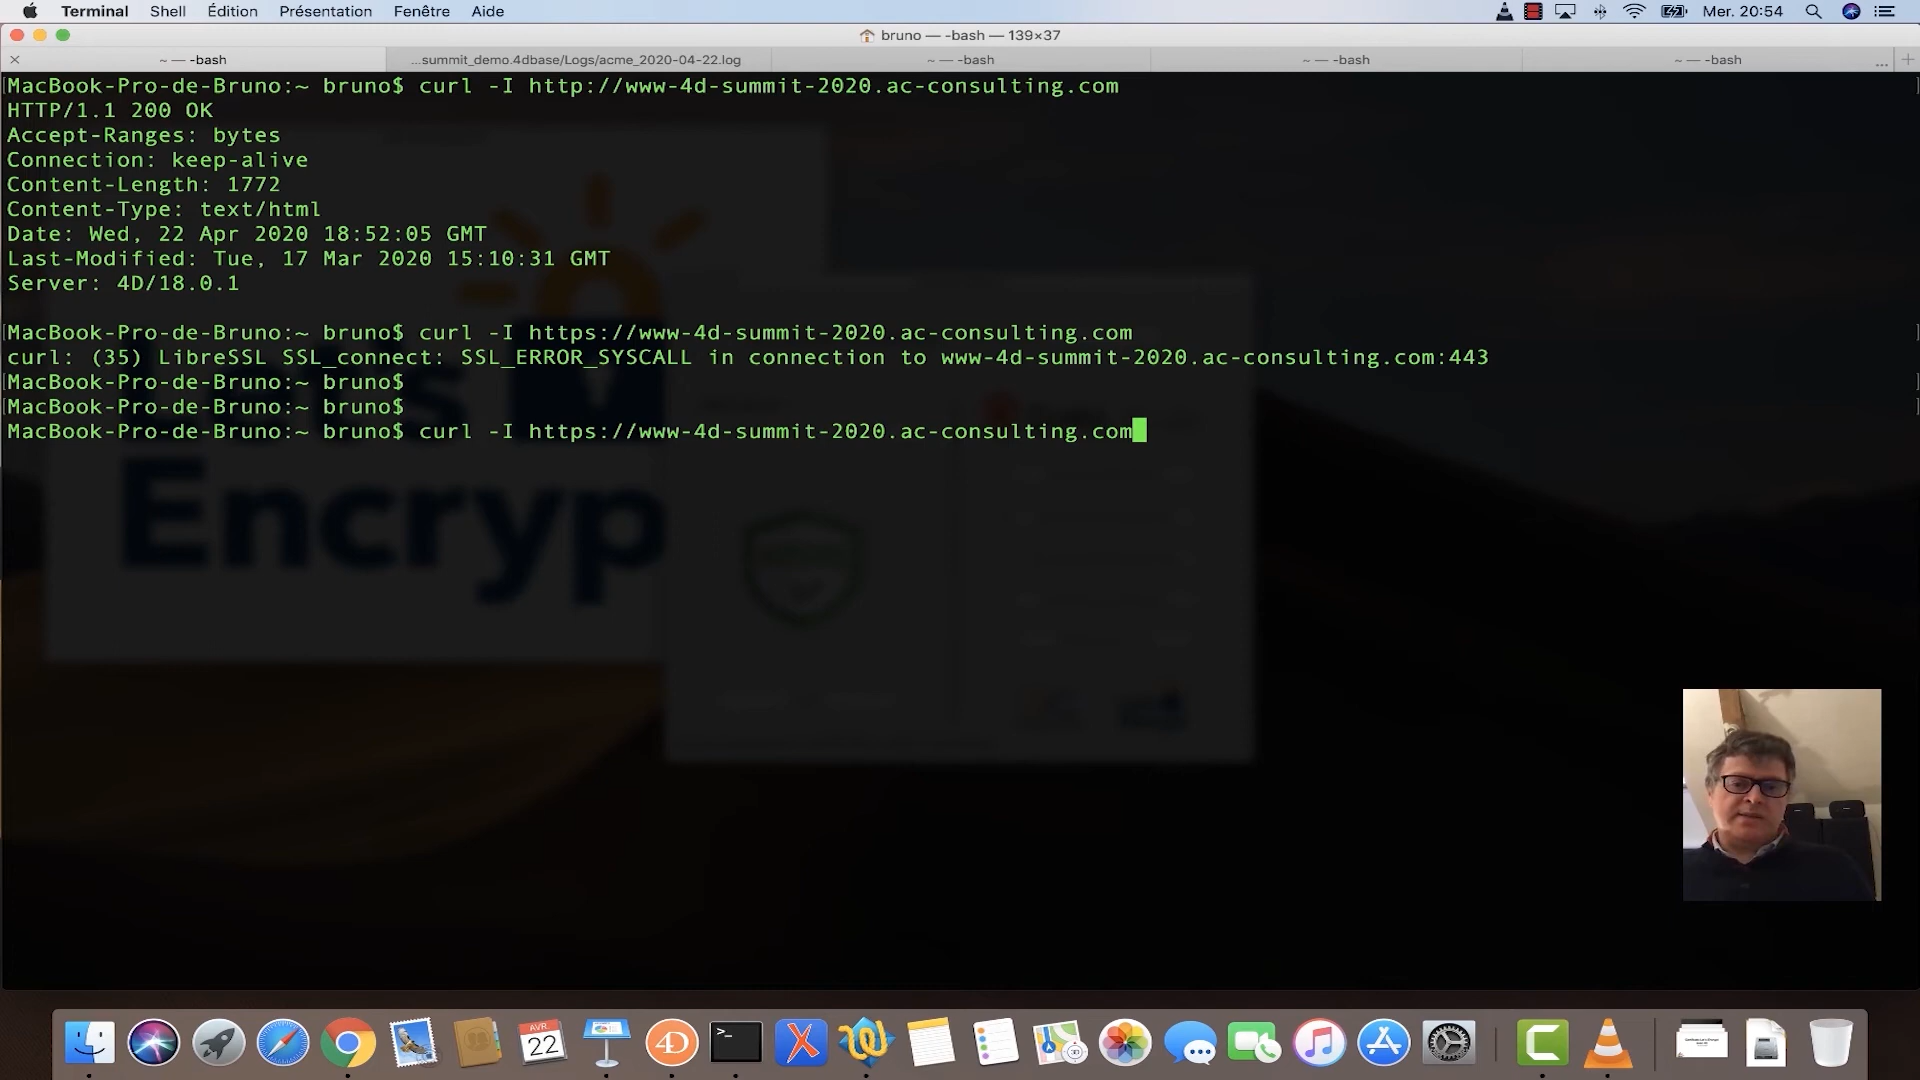 Terminal Shell Édition Présentation Fenêtre Aide Mer. 20:54
bruno — -bash — 139×37
~ — -bash ...summit_demo.4dbase/Logs/acme_2020-04-22.log ~ — -bash ~ — -bash ~ — -bash ...
MacBook-Pro-de-Bruno:~ bruno$ curl -I http://www-4d-summit-2020.ac-consulting.com
HTTP/1.1 200 OK
Accept-Ranges: bytes
Connection: keep-alive
Content-Length: 1772
Content-Type: text/html
Date: Wed, 22 Apr 2020 18:52:05 GMT
Last-Modified: Tue, 17 Mar 2020 15:10:31 GMT
Server: 4D/18.0.1
MacBook-Pro-de-Bruno:~ bruno$ curl -I https://www-4d-summit-2020.ac-consulting.com
curl: (35) LibreSSL SSL_connect: SSL_ERROR_SYSCALL in connection to www-4d-summit-2020.ac-consulting.com:443
MacBook-Pro-de-Bruno:~ bruno$
MacBook-Pro-de-Bruno:~ bruno$
MacBook-Pro-de-Bruno:~ bruno$ curl -I https://www-4d-summit-2020.ac-consulting.com
Encryp
AVR.
22
4D